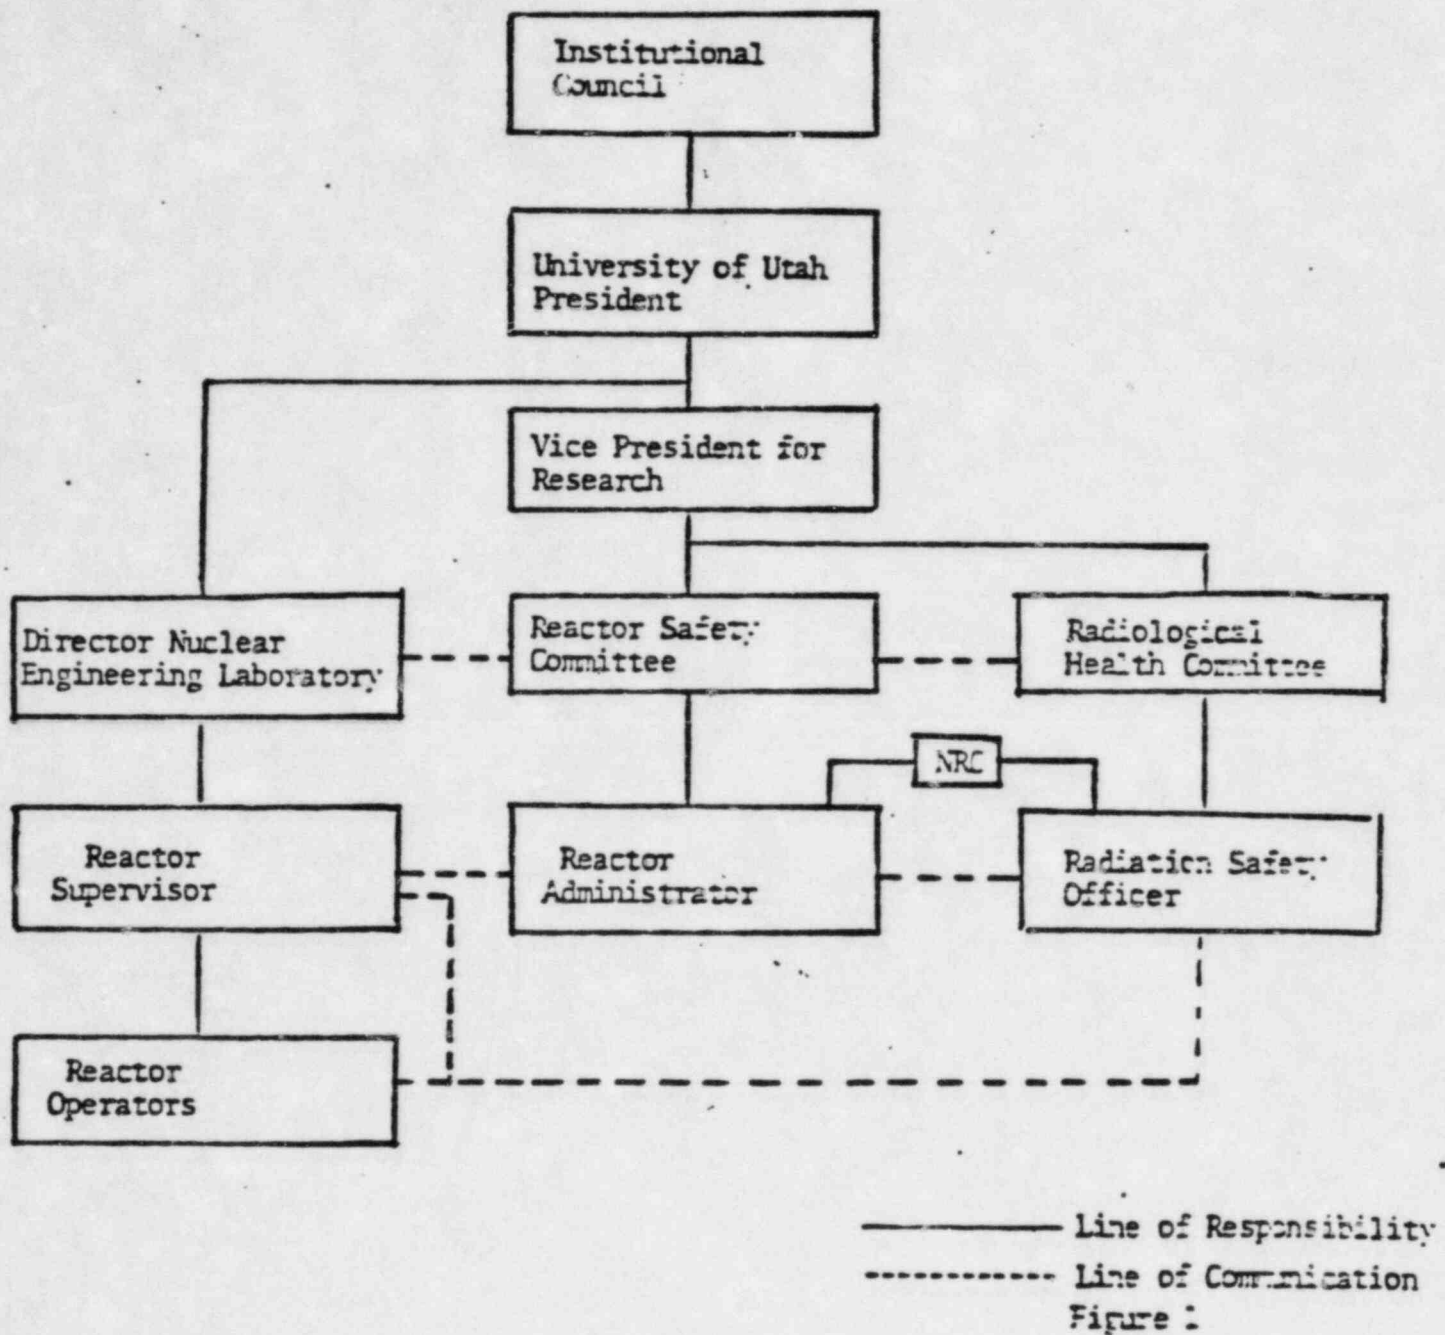 Institutional
Council
University of Utah
President
Vice President for
Research
Director Nuclear
Engineering Laboratory
Reactor Safety
Committee
Radiological
Health Committee
NRC
Reactor
Supervisor
Reactor
Administrator
Radiation Safety
Officer
Reactor
Operators
Line of Responsibility
Line of Communication
Figure